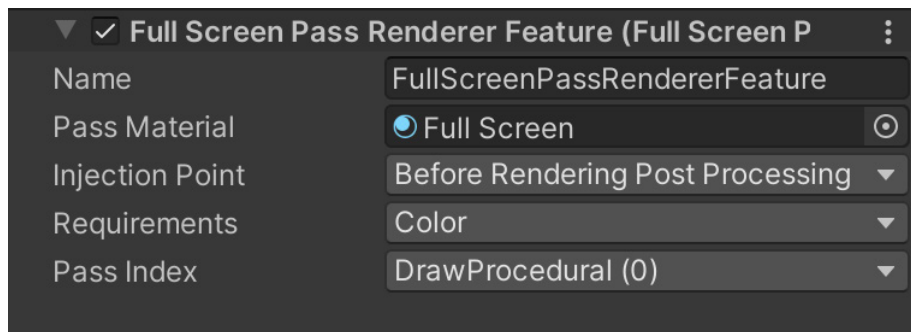 Full Screen Pass Renderer Feature (Full Screen P
Name FullScreenPassRendererFeature
Pass Material Full Screen
Injection Point Before Rendering Post Processing
Requirements Color
Pass Index DrawProcedural (0)